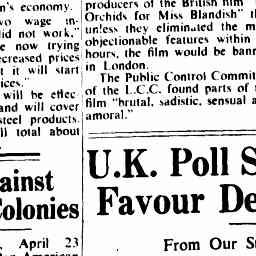 n's economy.
wo wage in-
did not work,"
e now trying
creased prices
t it will start
ices."
will be effec-
and will cover
steel products.
ll total about
ainst
Colonies
, April 23
producers of the British film
Orchids for Miss Blandish" th
unless they eliminated the m
objectionable features within
hours, the film would be bann
in London.
The Public Control Committ
of the L.C.C. found parts of t
film "brutal, sadistic, sensual a
amoral."
U.K. Poll S
Favour De
From Our S